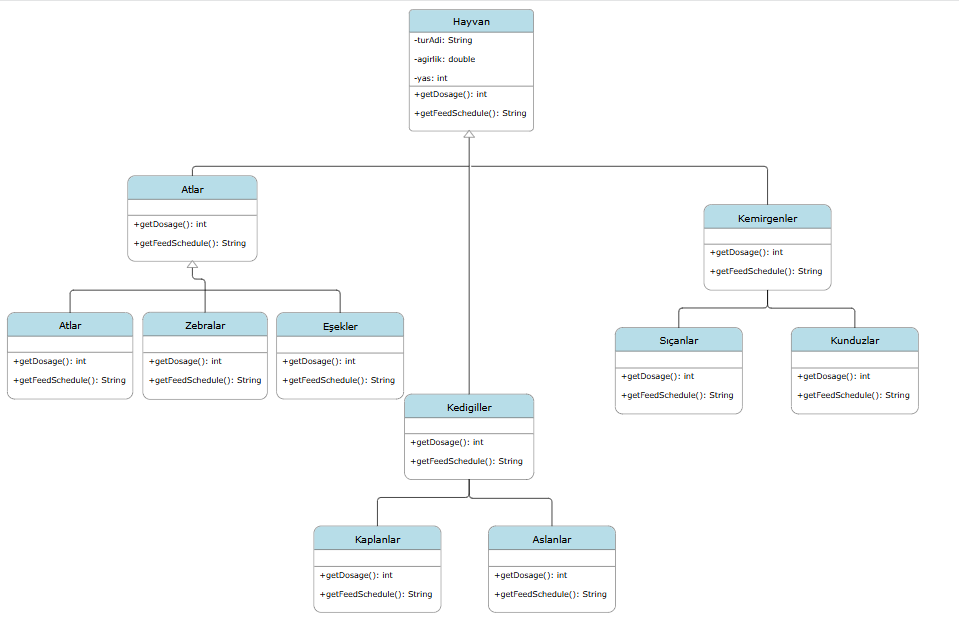 Hayvan
-turAdi: String
-agirlik: double
-yas: int
+getDosage(): int
+getFeedSchedule(): String
Atlar
+getDosage(): int
+getFeedSchedule(): String
Kemirgenler
+getDosage(): int
+getFeedSchedule(): String
Atlar
+getDosage(): int
+getFeedSchedule(): String
Zebralar
+getDosage(): int
+getFeedSchedule(): String
Eşekler
+getDosage(): int
+getFeedSchedule(): String
Sıçanlar
+getDosage(): int
+getFeedSchedule(): String
Kunduzlar
+getDosage(): int
+getFeedSchedule(): String
Kedigiller
+getDosage(): int
+getFeedSchedule(): String
Kaplanlar
+getDosage(): int
+getFeedSchedule(): String
Aslanlar
+getDosage(): int
+getFeedSchedule(): String